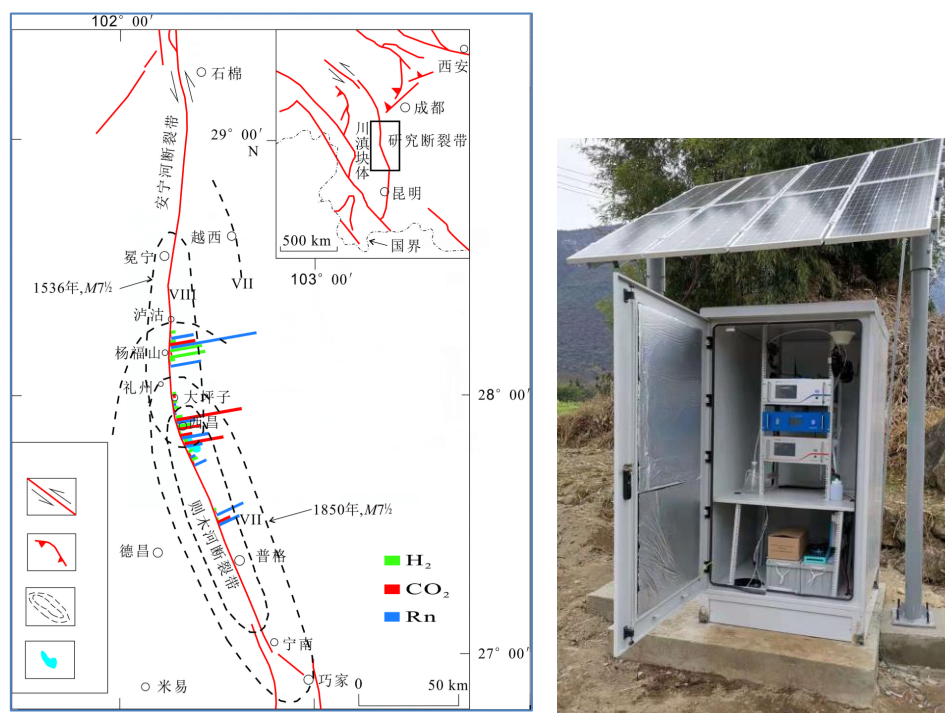 102° 00′
石棉
西安
成都
29° 00′
N
川滇块体
研究断裂带
安宁河断裂带
昆明
越西
500 km
国界
冕宁
103° 00′
VII
1536年,M7½
VIII
泸沽
杨福山
礼州
28° 00′
大坪子
西昌
1850年,M7½
VII
则木河断裂带
德昌
普格
H₂
CO₂
Rn
宁南
27° 00′
巧家
米易
0
50 km